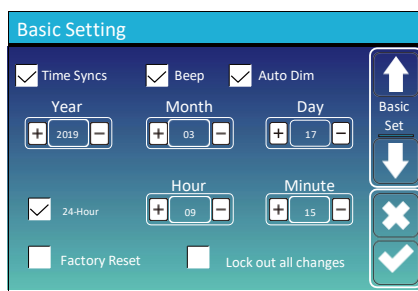 Basic Setting
Time Syncs Beep Auto Dim
Year Month Day Basic Set
+ 2019 − + 03 − + 17 −
Hour Minute
24-Hour + 09 − + 15 −
Factory Reset Lock out all changes